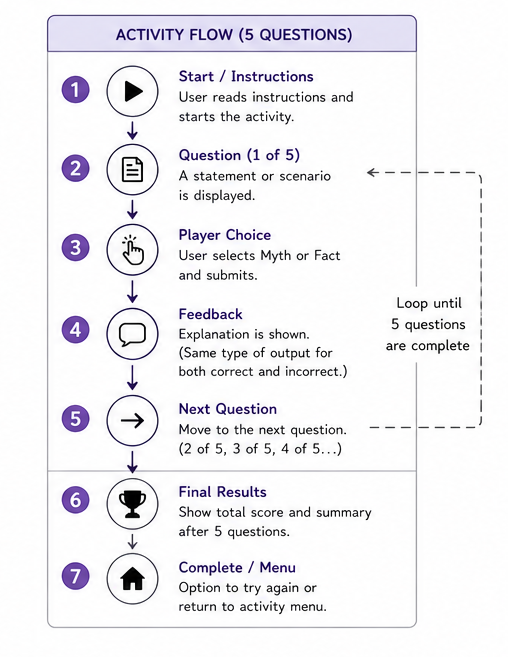 ACTIVITY FLOW (5 QUESTIONS)
1
Start / Instructions
User reads instructions and
starts the activity.
2
Question (1 of 5)
A statement or scenario
is displayed.
3
Player Choice
User selects Myth or Fact
and submits.
4
Feedback
Explanation is shown.
(Same type of output for
both correct and incorrect.)
5
Next Question
Move to the next question.
(2 of 5, 3 of 5, 4 of 5...)
Loop until
5 questions
are complete
6
Final Results
Show total score and summary
after 5 questions.
7
Complete / Menu
Option to try again or
return to activity menu.